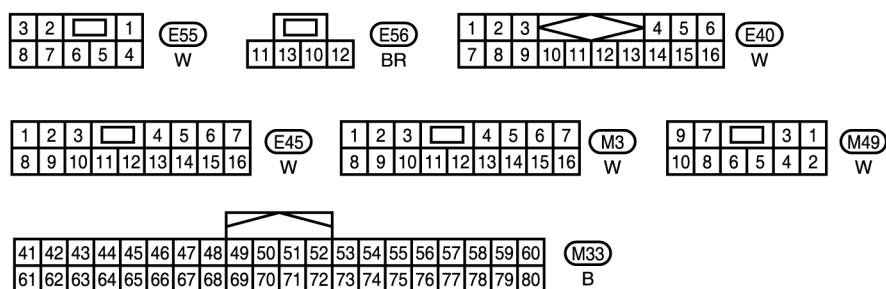 3 2 1 E55
8 7 6 5 4 W
E56
11 13 10 12 BR
1 2 3 4 5 6 E40
7 8 9 10 11 12 13 14 15 16 W
1 2 3 4 5 6 7 E45
8 9 10 11 12 13 14 15 16 W
1 2 3 4 5 6 7 M3
8 9 10 11 12 13 14 15 16 W
9 7 3 1 M49
10 8 6 5 4 2 W
41 42 43 44 45 46 47 48 49 50 51 52 53 54 55 56 57 58 59 60 M33
61 62 63 64 65 66 67 68 69 70 71 72 73 74 75 76 77 78 79 80 B